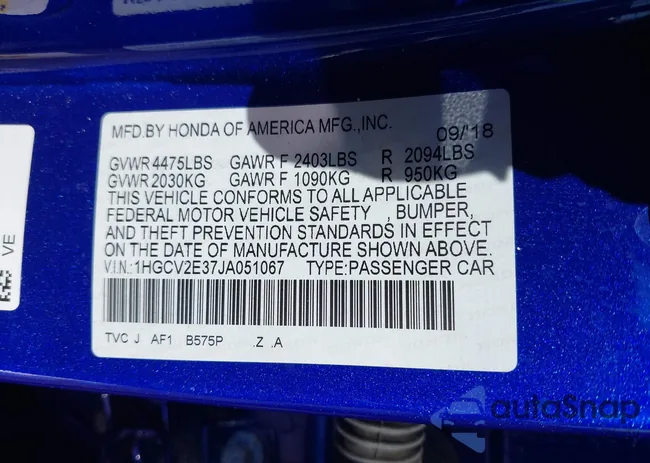 MFD.BY HONDA OF AMERICA MFG.,INC. 09/18
GVWR 4475LBS GAWR F 2403LBS R 2094LBS
GVWR 2030KG GAWR F 1090KG R 950KG
THIS VEHICLE CONFORMS TO ALL APPLICABLE
FEDERAL MOTOR VEHICLE SAFETY , BUMPER,
AND THEFT PREVENTION STANDARDS IN EFFECT
ON THE DATE OF MANUFACTURE SHOWN ABOVE.
V.I.N.: 1HGCV2E37JA051067 TYPE:PASSENGER CAR
TVC J AF1 B575P .Z .A
VE
autoSnap